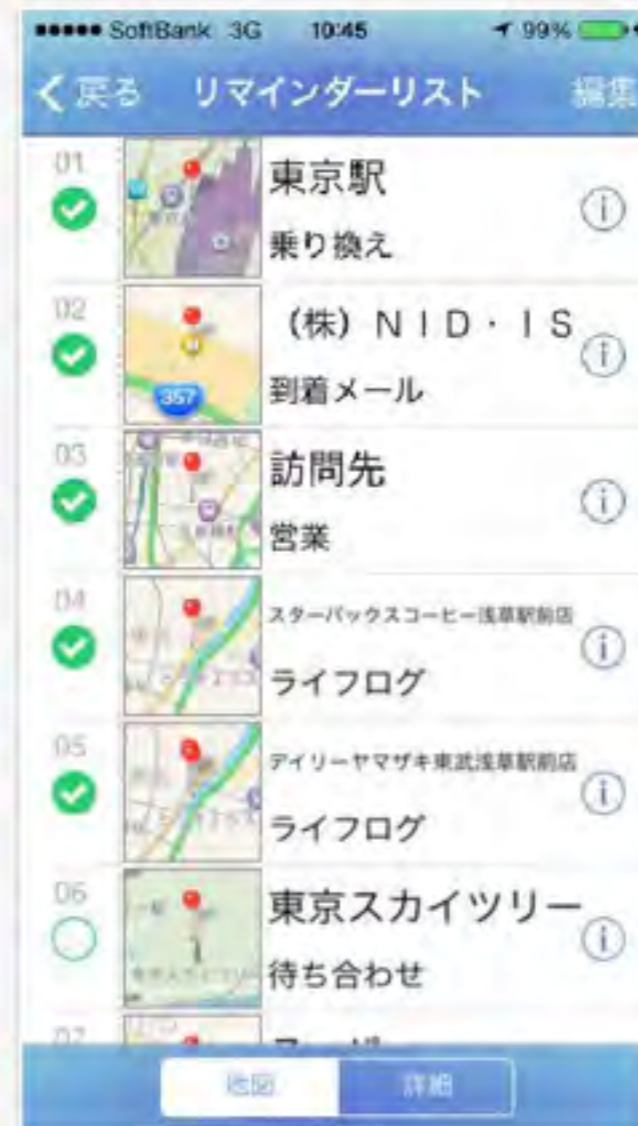 SoftBank 3G 10:45 99%
戻る リマインダーリスト 編集
01
東京駅
乗り換え
02
（株）ＮＩＤ・ＩＳ
357
到着メール
03
訪問先
営業
04
スターバックスコーヒー浅草駅前店
ライフログ
05
デイリーヤマザキ東武浅草駅前店
ライフログ
06
東京スカイツリー
待ち合わせ
07
地図 詳細